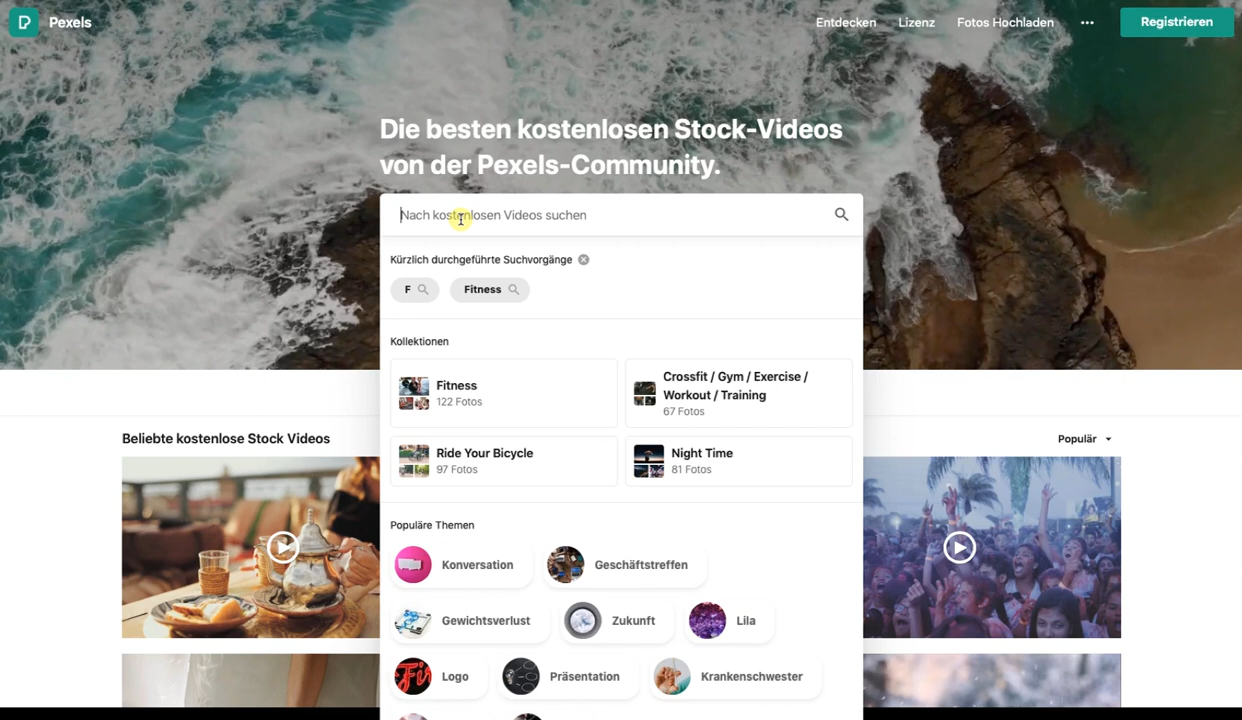 Pexels
Entdecken
Lizenz
Fotos Hochladen
Registrieren
Die besten kostenlosen Stock-Videos
von der Pexels-Community.
Nach kostenlosen Videos suchen
Kürzlich durchgeführte Suchvorgänge
F
Fitness
Kollektionen
Fitness
122 Fotos
Crossfit / Gym / Exercise /
Workout / Training
67 Fotos
Ride Your Bicycle
97 Fotos
Night Time
81 Fotos
Beliebte kostenlose Stock Videos
Populär
Populäre Themen
Konversation
Geschäftstreffen
Gewichtsverlust
Zukunft
Lila
Logo
Präsentation
Krankenschwester